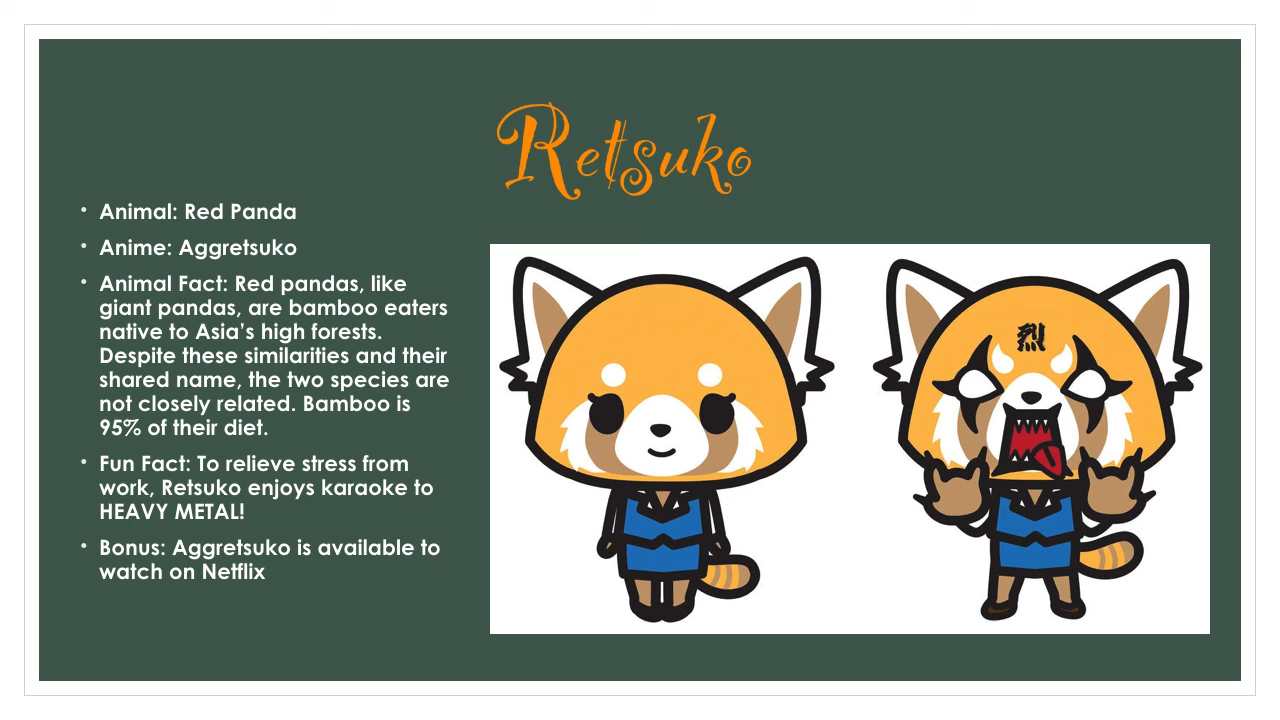 Retsuko
• Animal: Red Panda
• Anime: Aggretsuko
• Animal Fact: Red pandas, like
giant pandas, are bamboo eaters
native to Asia’s high forests.
Despite these similarities and their
shared name, the two species are
not closely related. Bamboo is
95% of their diet.
• Fun Fact: To relieve stress from
work, Retsuko enjoys karaoke to
HEAVY METAL!
• Bonus: Aggretsuko is available to
watch on Netflix
烈